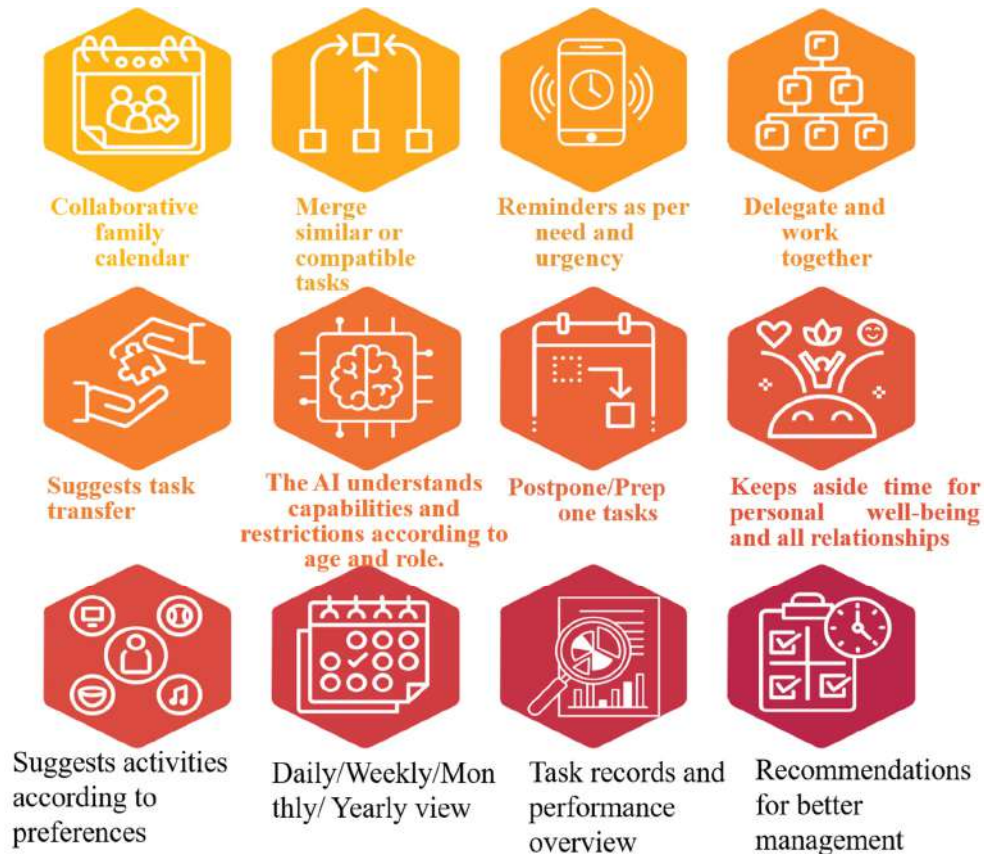 Collaborative
family
calendar
Merge
similar or
compatible
tasks
Reminders as per
need and
urgency
Delegate and
work
together
Suggests task
transfer
The AI understands
capabilities and
restrictions according to
age and role.
Postpone/Prep
one tasks
Keeps aside time for
personal well-being
and all relationships
Suggests activities
according to
preferences
Daily/Weekly/Mon
thly/ Yearly view
Task records and
performance
overview
Recommendations
for better
management